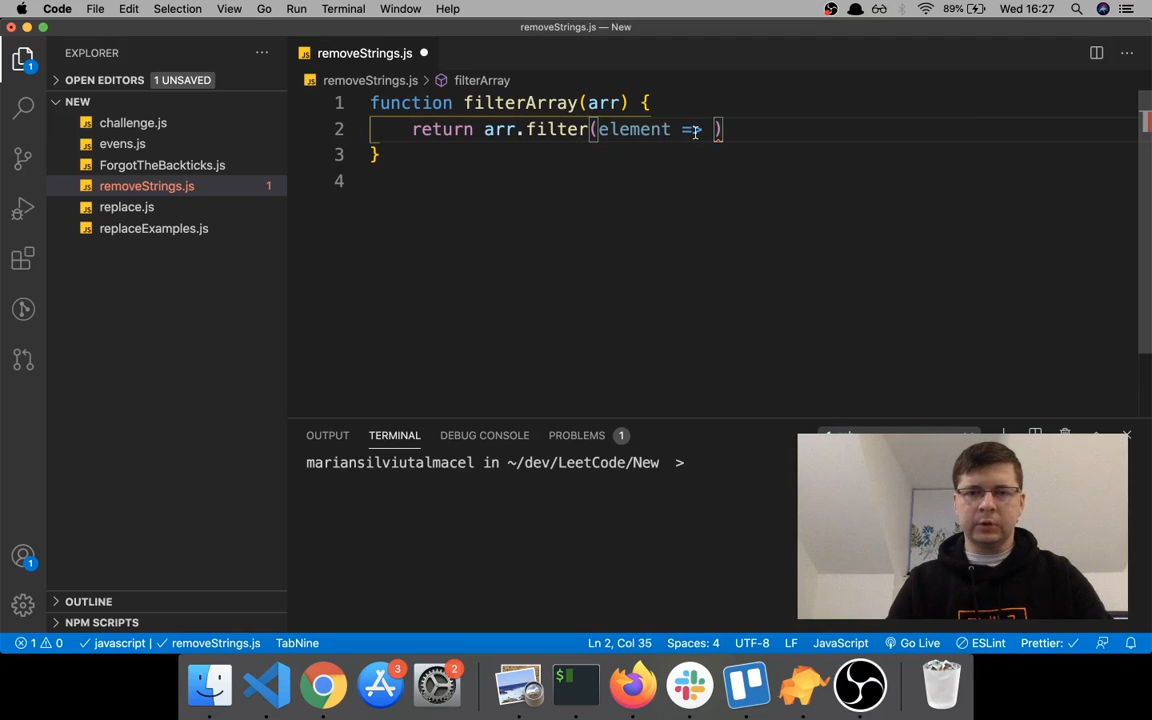 Code File Edit Selection View Go Run Terminal Window Help 89% Wed 16:27
removeStrings.js — New
EXPLORER
OPEN EDITORS 1 UNSAVED
NEW
challenge.js
evens.js
ForgotTheBackticks.js
removeStrings.js 1
replace.js
replaceExamples.js
OUTLINE
NPM SCRIPTS
removeStrings.js
removeStrings.js > filterArray
1 function filterArray(arr) {
2 return arr.filter(element => )
3 }
4
OUTPUT TERMINAL DEBUG CONSOLE PROBLEMS 1
mariansilviutalmacel in ~/dev/LeetCode/New >
1 0 javascript | removeStrings.js TabNine Ln 2, Col 35 Spaces: 4 UTF-8 LF JavaScript Go Live ESLint Prettier:
1
1
3
2